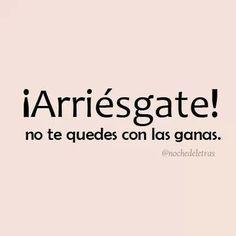 ¡Arriésgate!
no te quedes con las ganas.
@nochedeletras